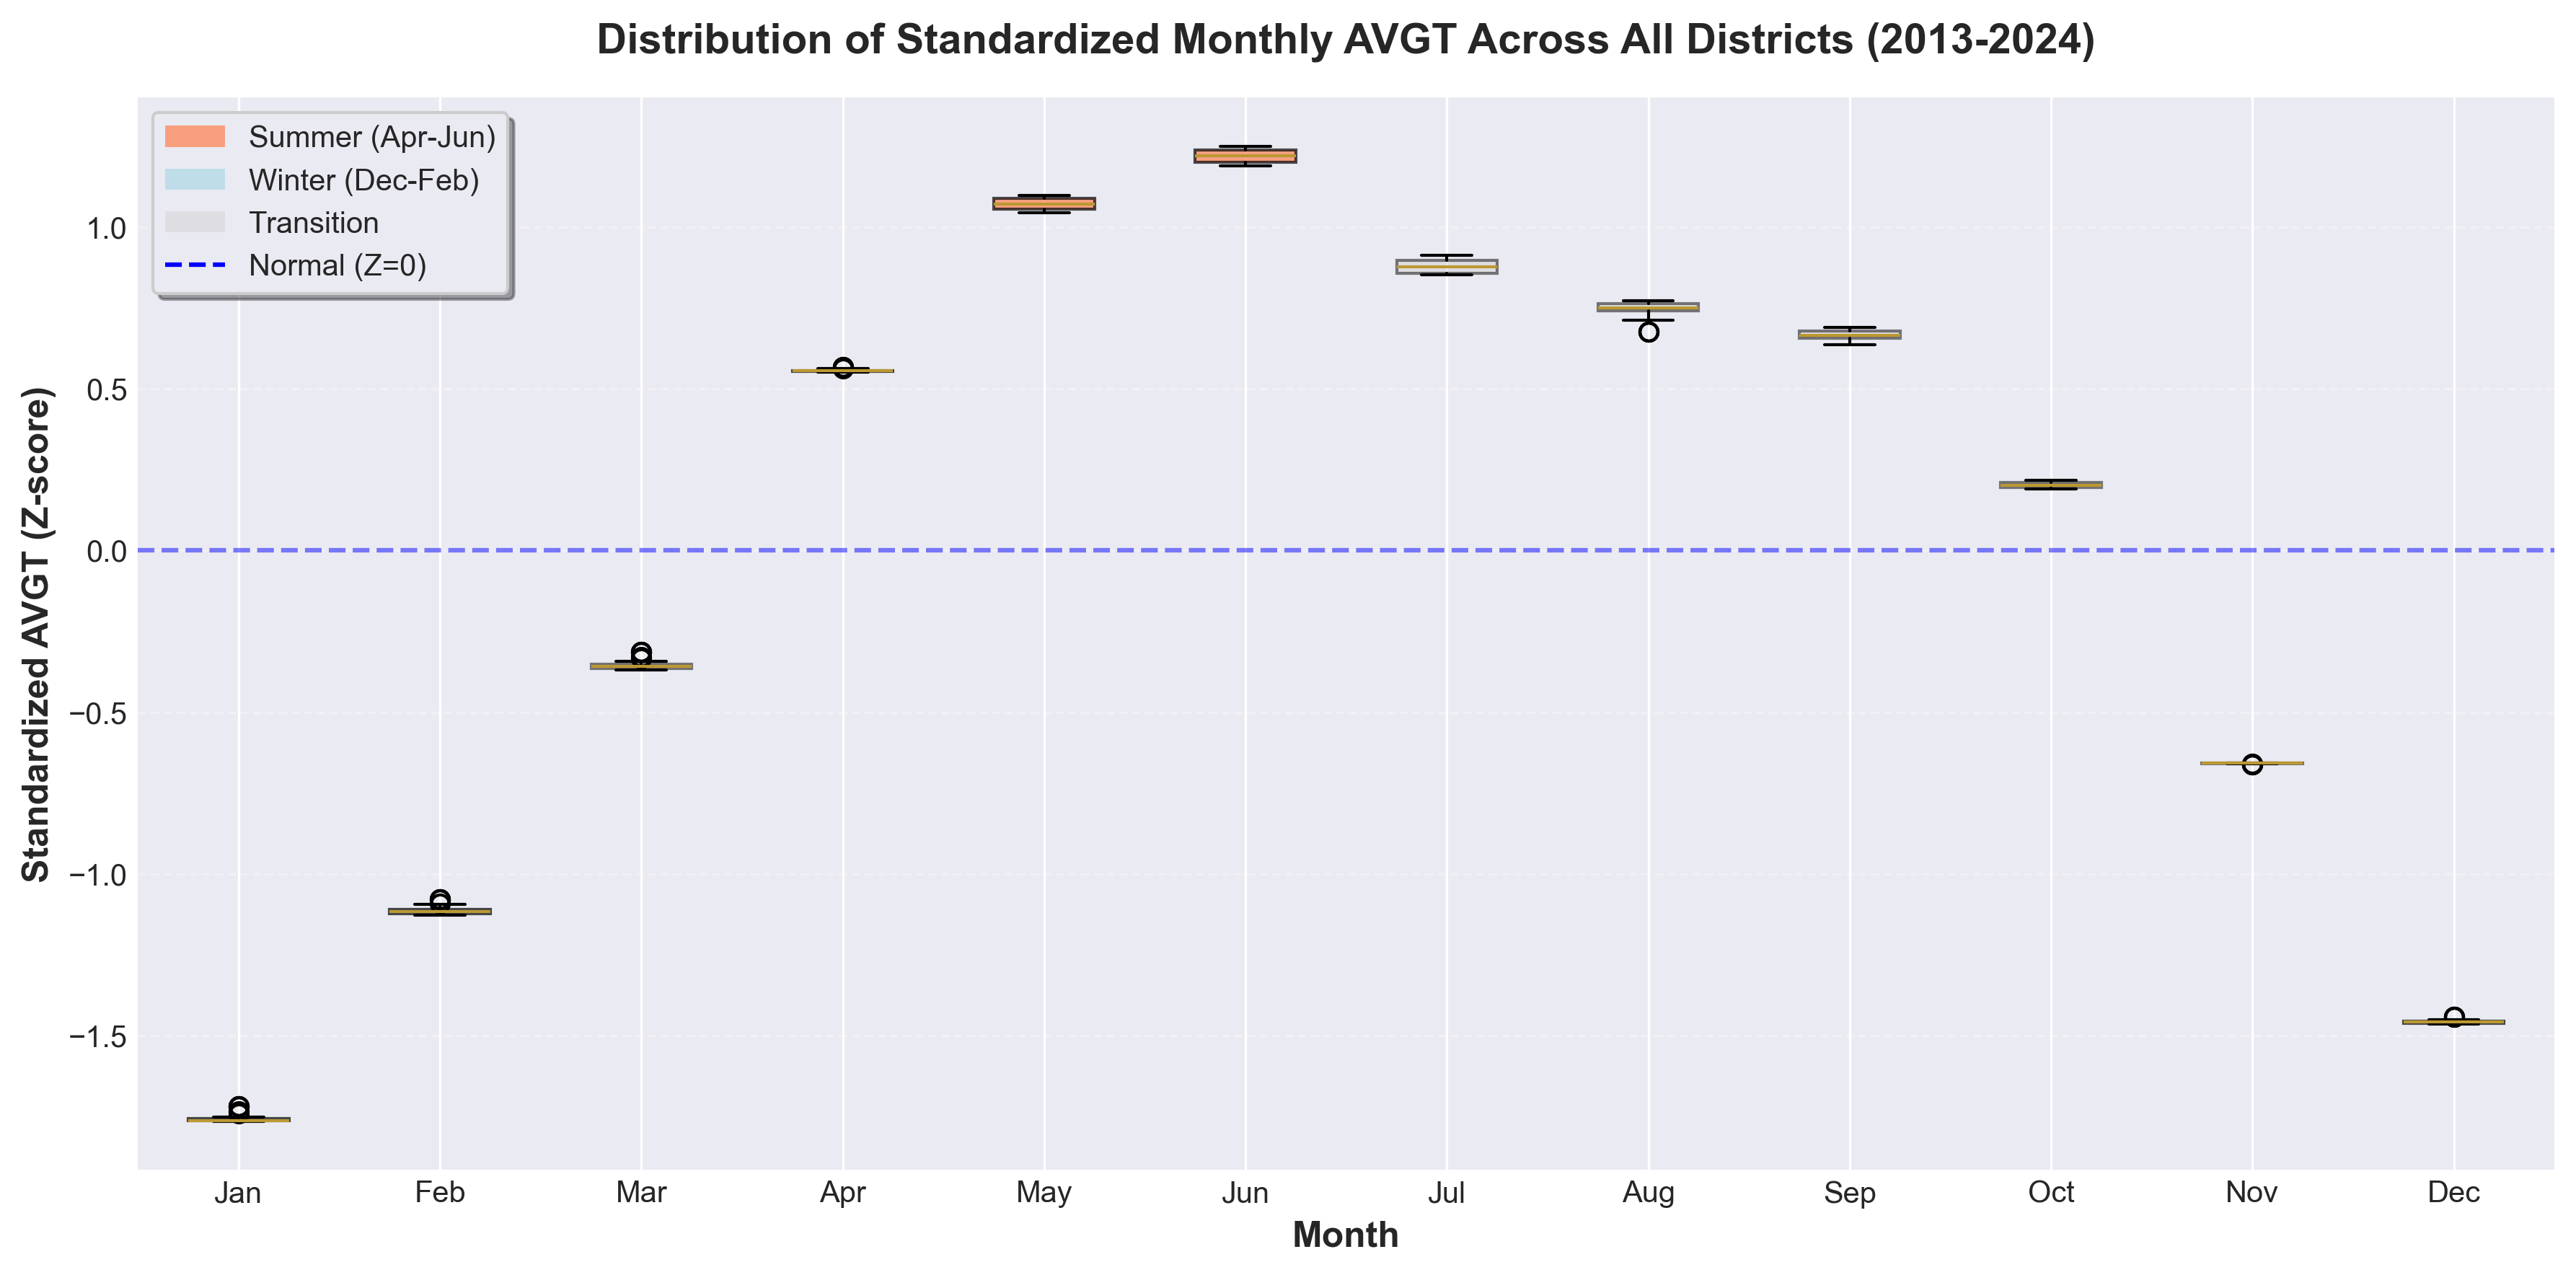 Distribution of Standardized Monthly AVGT Across All Districts (2013-2024)
Summer (Apr-Jun)
Winter (Dec-Feb)
Transition
Normal (Z=0)
Standardized AVGT (Z-score)
1.0
0.5
0.0
−0.5
−1.0
−1.5
Jan Feb Mar Apr May Jun Jul Aug Sep Oct Nov Dec
Month